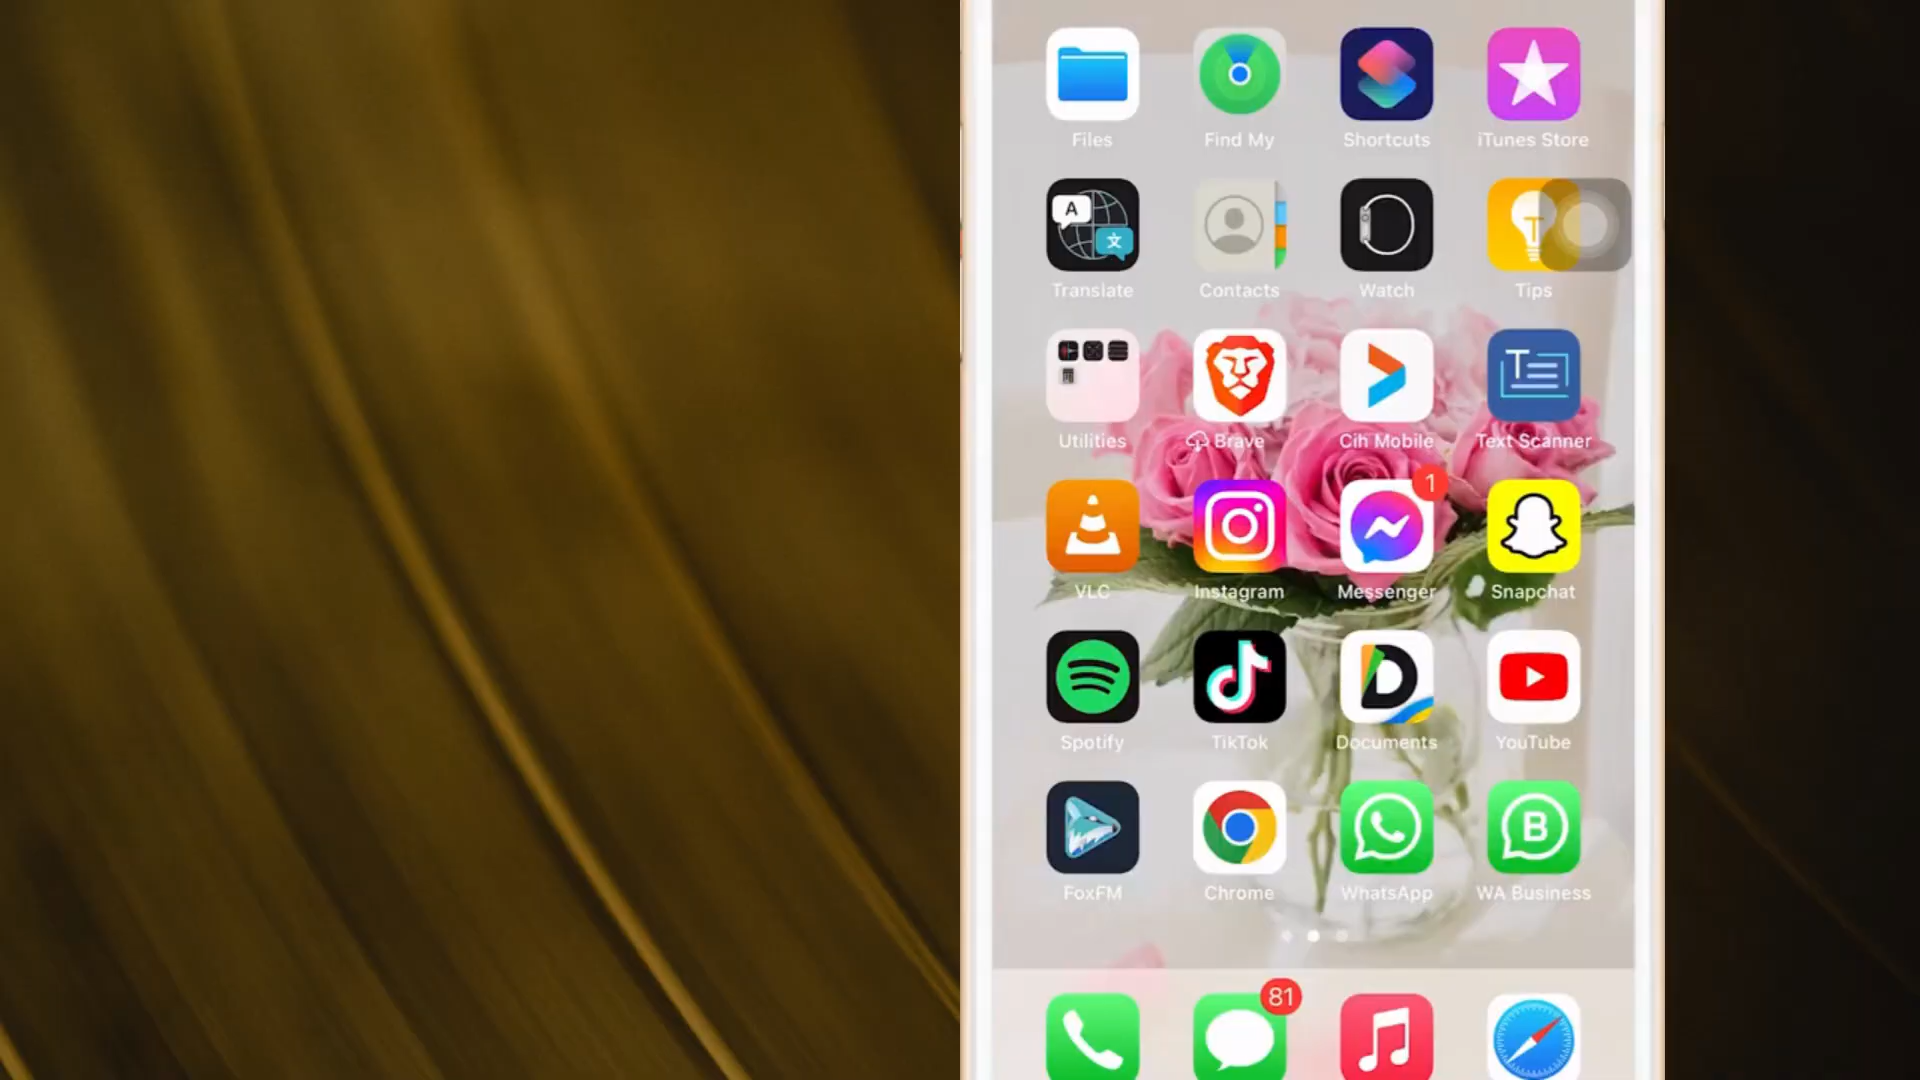 Files Find My Shortcuts iTunes Store
A
文
Translate Contacts Watch Tips
T
Utilities Brave Cih Mobile Text Scanner
1
VLC Instagram Messenger Snapchat
D
Spotify TikTok Documents YouTube
B
FoxFM Chrome WhatsApp WA Business
81